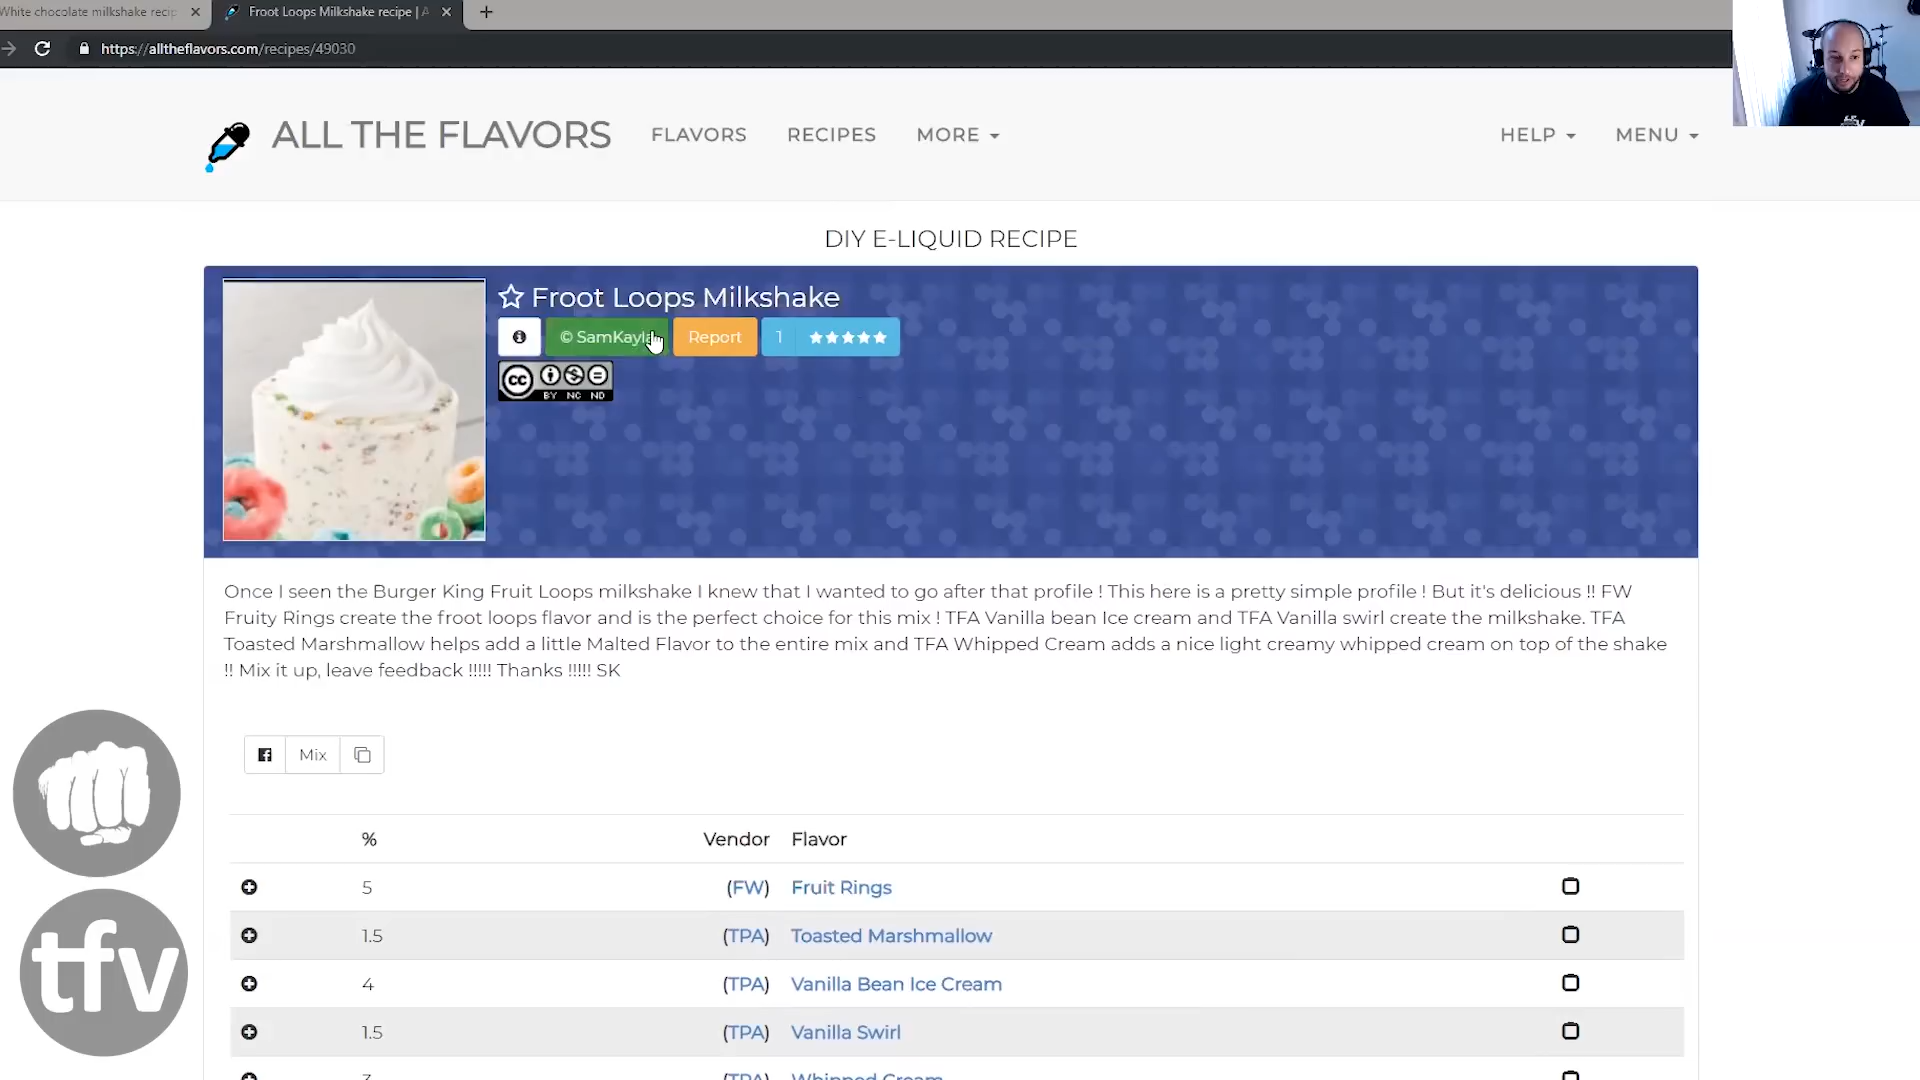 White chocolate milkshake recip
Froot Loops Milkshake recipe | A
https://alltheflavors.com/recipes/49030
ALL THE FLAVORS
FLAVORS
RECIPES
MORE
HELP
MENU
DIY E-LIQUID RECIPE
Froot Loops Milkshake
© SamKayla
Report
1
cc
BY NC ND
Once I seen the Burger King Fruit Loops milkshake I knew that I wanted to go after that profile ! This here is a pretty simple profile ! But it's delicious !! FW
Fruity Rings create the froot loops flavor and is the perfect choice for this mix ! TFA Vanilla bean Ice cream and TFA Vanilla swirl create the milkshake. TFA
Toasted Marshmallow helps add a little Malted Flavor to the entire mix and TFA Whipped Cream adds a nice light creamy whipped cream on top of the shake
!! Mix it up, leave feedback !!!!! Thanks !!!!! SK
Mix
% Vendor Flavor
5 (FW) Fruit Rings
1.5 (TPA) Toasted Marshmallow
4 (TPA) Vanilla Bean Ice Cream
1.5 (TPA) Vanilla Swirl
(TPA) Whipped Cream
tfv